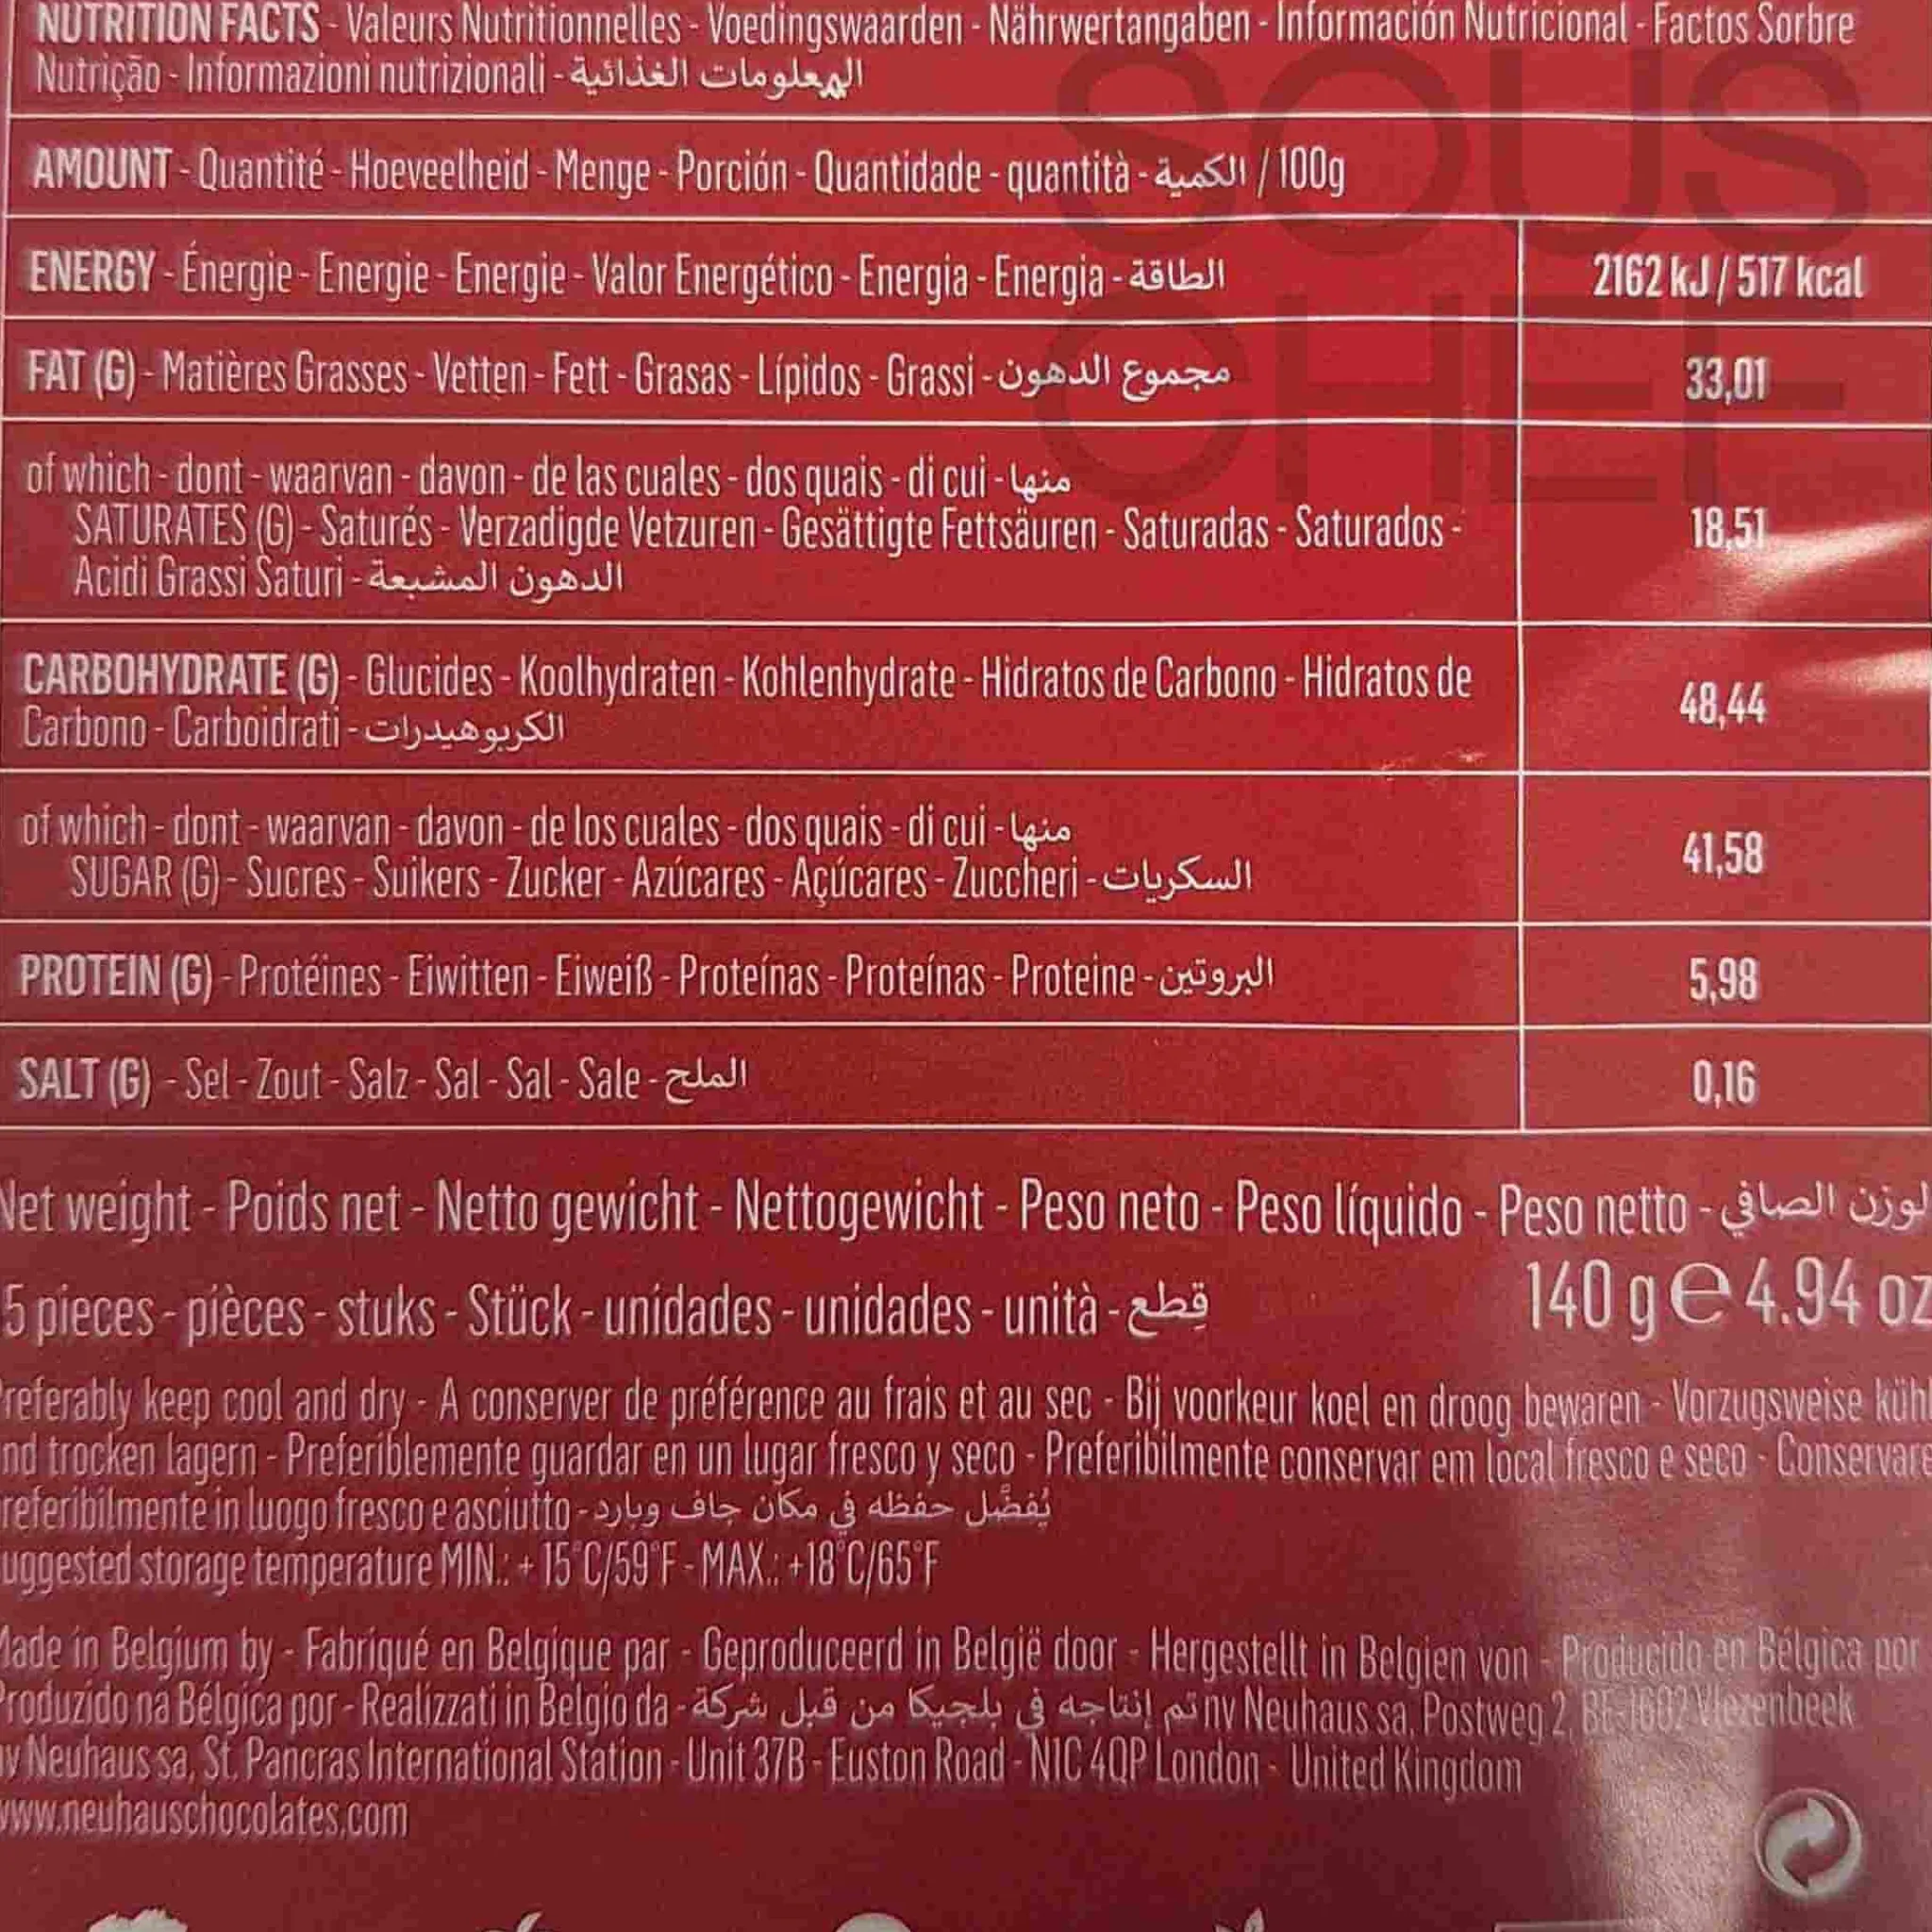 NUTRITION FACTS - Valeurs Nutritionnelles - Voedingswaarden - Nährwertangaben - Información Nutricional - Factos Sorbre
Nutrição - Informazioni nutrizionali - المعلومات الغذائية
SOUS
AMOUNT - Quantité - Hoeveelheid - Menge - Porción - Quantidade - quantità - الكمية / 100g
ENERGY - Énergie - Energie - Energie - Valor Energético - Energia - Energia - الطاقة 2162 kJ / 517 kcal
CHEF
FAT (G) - Matières Grasses - Vetten - Fett - Grasas - Lípidos - Grassi - مجموع الدهون 33,01
of which - dont - waarvan - davon - de las cuales - dos quais - di cui - منها
SATURATES (G) - Saturés - Verzadigde Vetzuren - Gesättigte Fettsäuren - Saturadas - Saturados - 18,51
Acidi Grassi Saturi - الدهون المشبعة
CARBOHYDRATE (G) - Glucides - Koolhydraten - Kohlenhydrate - Hidratos de Carbono - Hidratos de 48,44
Carbono - Carboidrati - الكربوهيدرات
of which - dont - waarvan - davon - de los cuales - dos quais - di cui - منها
SUGAR (G) - Sucres - Suikers - Zucker - Azúcares - Açúcares - Zuccheri - السكريات 41,58
PROTEIN (G) - Protéines - Eiwitten - Eiweiß - Proteínas - Proteínas - Proteine - البروتين 5,98
SALT (G) - Sel - Zout - Salz - Sal - Sal - Sale - الملح 0,16
Net weight - Poids net - Netto gewicht - Nettogewicht - Peso neto - Peso líquido - Peso netto - لوزن الصافي
5 pieces - pièces - stuks - Stück - unidades - unidades - unità - قِطع 140 g e 4.94 oz
referably keep cool and dry - A conserver de préférence au frais et au sec - Bij voorkeur koel en droog bewaren - Vorzugsweise kühl
nd trocken lagern - Preferiblemente guardar en un lugar fresco y seco - Preferibilmente conservar em local fresco e seco - Conservare
referibilmente in luogo fresco e asciutto - يُفضَّل حفظه في مكان جاف وبارد
uggested storage temperature MIN.: + 15°C/59°F - MAX.: +18°C/65°F
Made in Belgium by - Fabriqué en Belgique par - Geproduceerd in België door - Hergestellt in Belgien von - Producido en Bélgica por
Produzido na Bélgica por - Realizzati in Belgio da - تم إنتاجه في بلجيكا من قبل شركة nv Neuhaus sa, Postweg 2, BE-1602 Vlezenbeek
nv Neuhaus sa, St. Pancras International Station - Unit 37B - Euston Road - N1C 4QP London - United Kingdom
www.neuhauschocolates.com